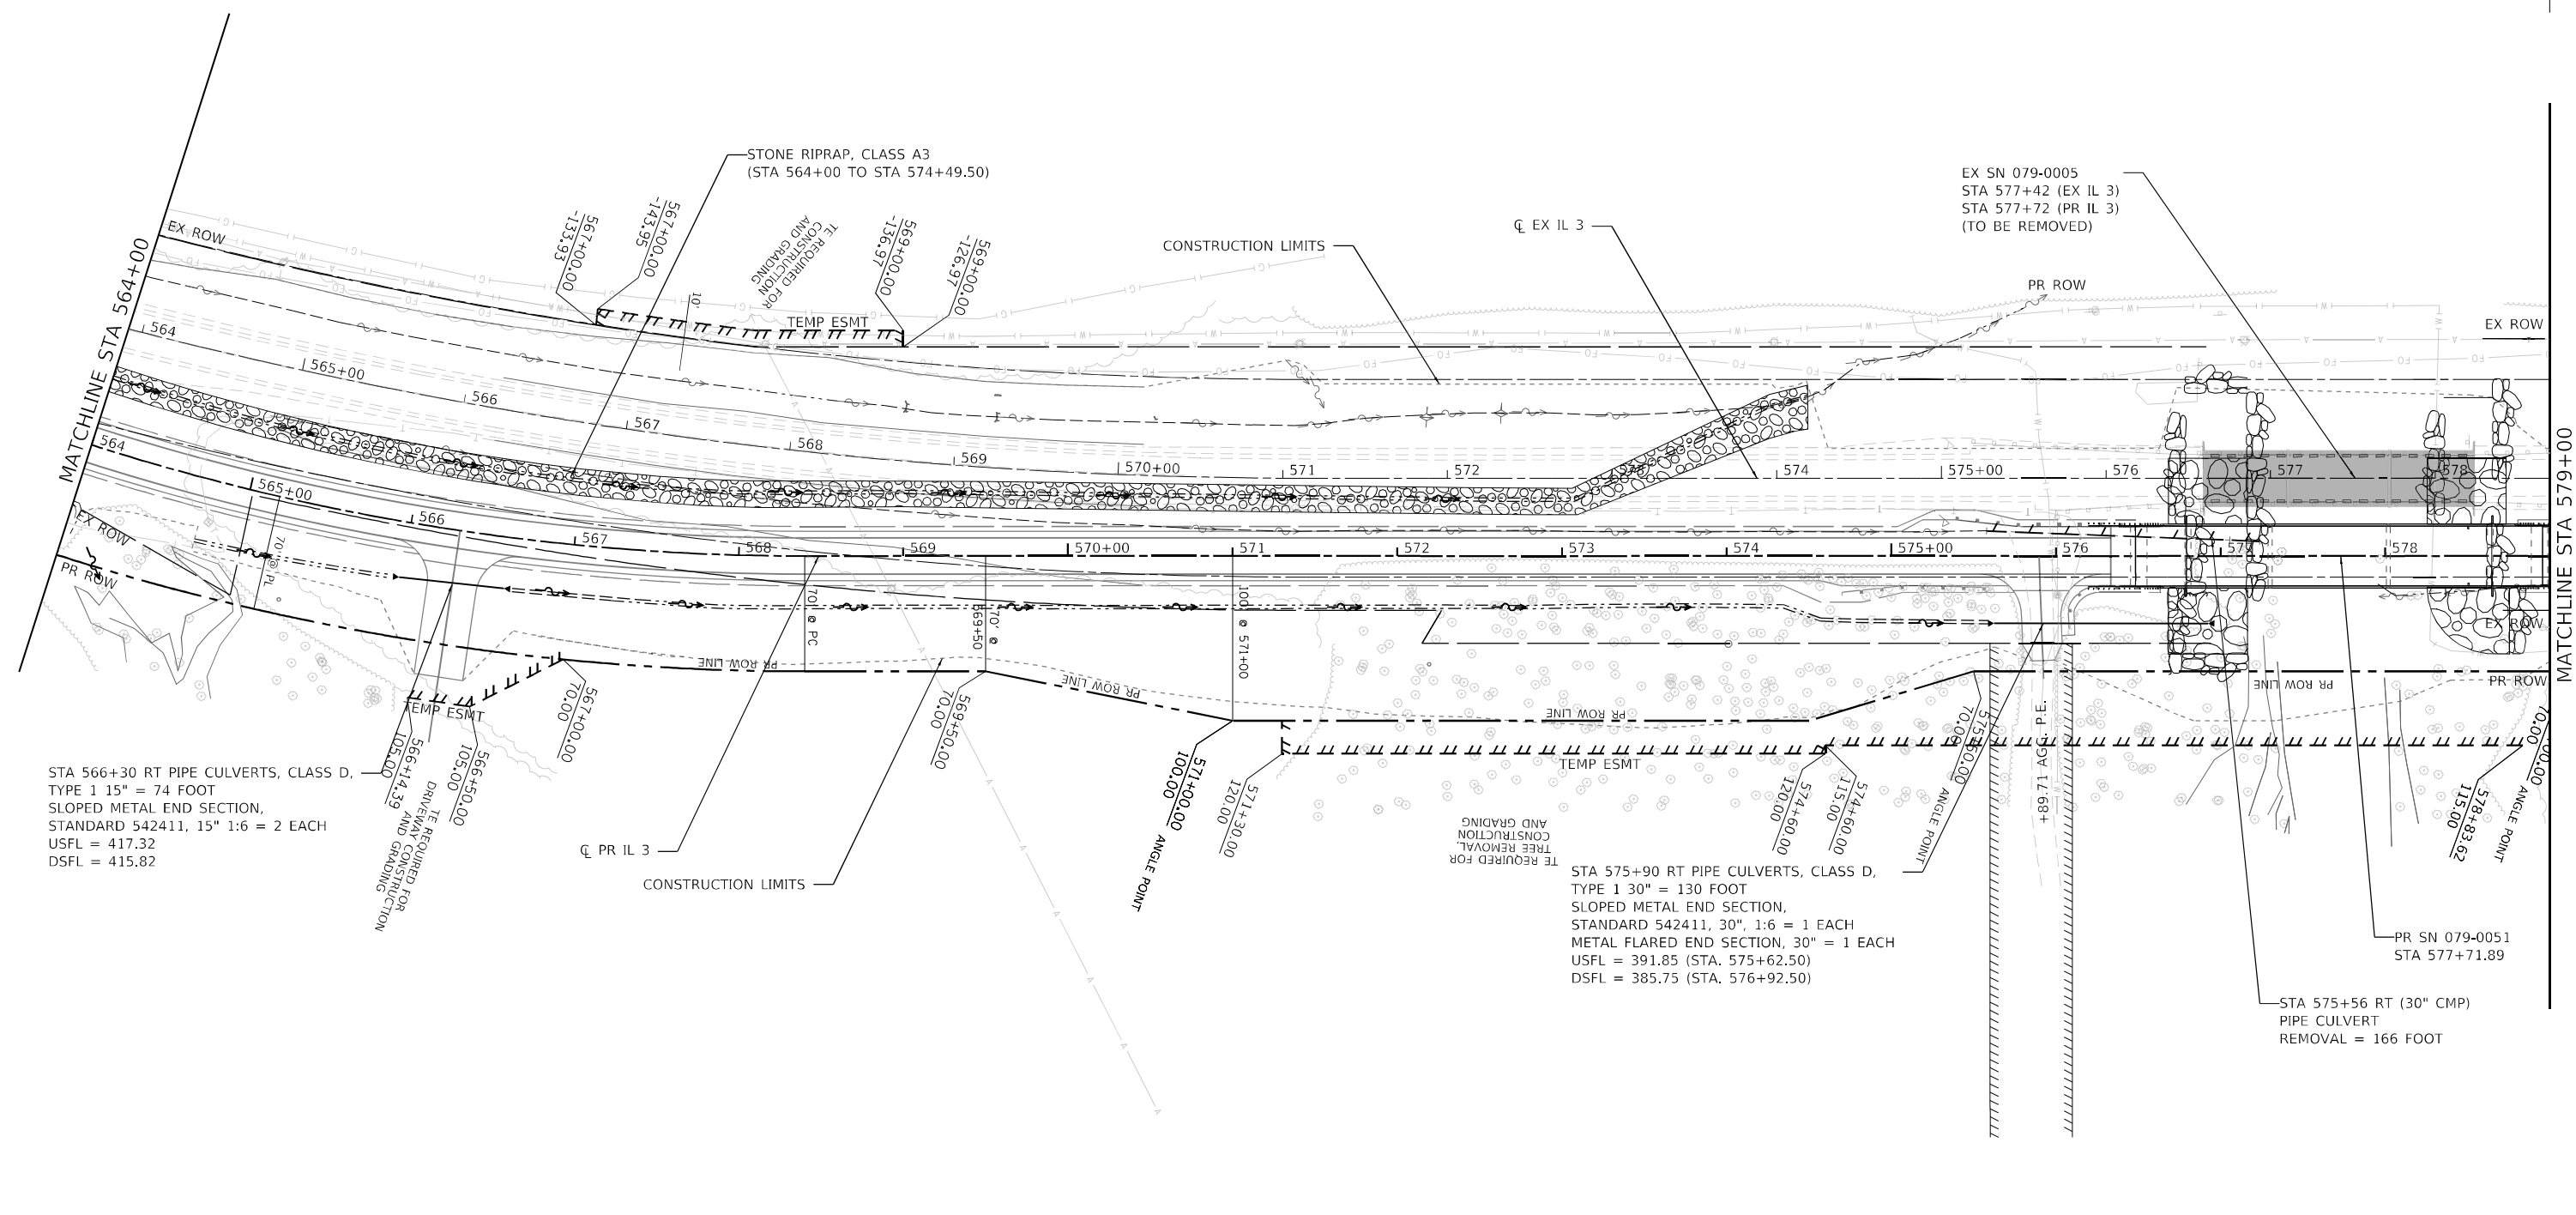 STONE RIPRAP, CLASS A3
(STA 564+00 TO STA 574+49.50)
EX SN 079-0005
STA 577+42 (EX IL 3)
STA 577+72 (PR IL 3)
(TO BE REMOVED)
℄ EX IL 3
CONSTRUCTION LIMITS
EX ROW
567+00.00
-133.93
567+00.00
-143.95
TE REQUIRED FOR
CONSTRUCTION
AND GRADING
569+00.00
-136.97
569+00.00
-126.97
10'
TEMP ESMT
PR ROW
EX ROW
MATCHLINE STA 564+00
564
565+00
566
567
568
569
570+00
571
572
573
574
575+00
576
577
578
564
565+00
566
567
568
569
570+00
571
572
573
574
575+00
576
577
578
EX ROW
PR ROW
70' @ PL
70' @ PC
569+50
70' @
100' @ 571+00
PR ROW LINE
PR ROW LINE
PR ROW LINE
PR ROW LINE
EX ROW
PR ROW
MATCHLINE STA 579+00
TEMP ESMT
567+00.00
70.00
569+50.00
70.00
566+14.39
105.00
566+50.00
105.00
TE REQUIRED FOR
DRIVEWAY CONSTRUCTION
AND GRADING
571+00.00
100.00
ANGLE POINT
571+30.00
120.00
TEMP ESMT
574+60.00
120.00
574+60.00
115.00
575+50.00
70.00
ANGLE POINT
+89.71 AGG. P.E.
578+83.62
115.00
70.00
ANGLE POINT
TE REQUIRED FOR
TREE REMOVAL,
CONSTRUCTION
AND GRADING
STA 566+30 RT PIPE CULVERTS, CLASS D,
TYPE 1 15" = 74 FOOT
SLOPED METAL END SECTION,
STANDARD 542411, 15" 1:6 = 2 EACH
USFL = 417.32
DSFL = 415.82
℄ PR IL 3
CONSTRUCTION LIMITS
STA 575+90 RT PIPE CULVERTS, CLASS D,
TYPE 1 30" = 130 FOOT
SLOPED METAL END SECTION,
STANDARD 542411, 30", 1:6 = 1 EACH
METAL FLARED END SECTION, 30" = 1 EACH
USFL = 391.85 (STA. 575+62.50)
DSFL = 385.75 (STA. 576+92.50)
PR SN 079-0051
STA 577+71.89
STA 575+56 RT (30" CMP)
PIPE CULVERT
REMOVAL = 166 FOOT